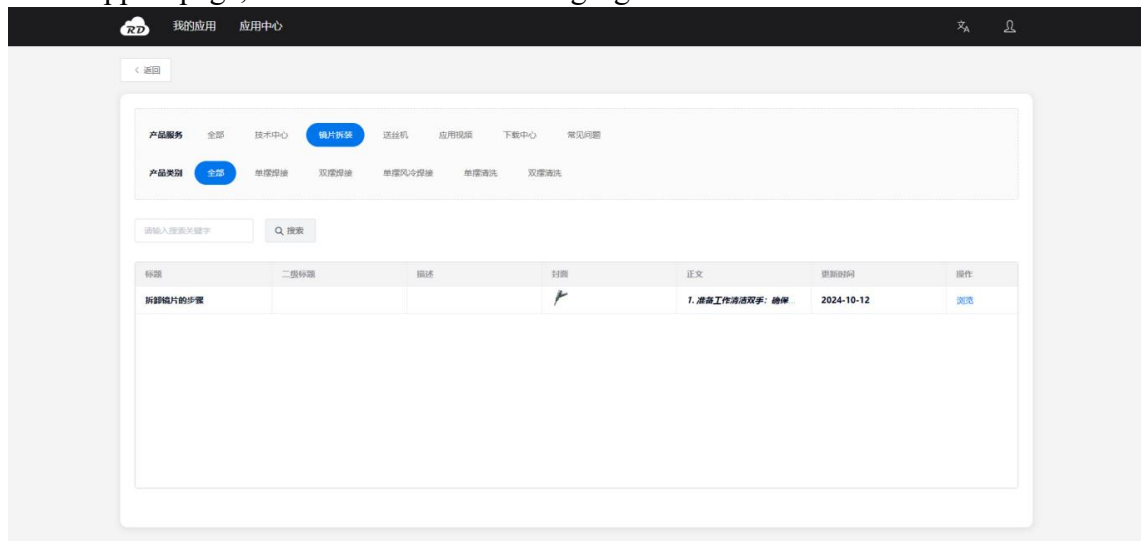 RD 我的应用 应用中心 文A
< 返回
产品服务 全部 技术中心 镜片拆装 送丝机 应用视频 下载中心 常见问题
产品类别 全部 单摆焊接 双摆焊接 单摆风冷焊接 单摆清洗 双摆清洗
请输入搜索关键字 搜索
标题 二级标题 描述 封面 正文 更新时间 操作
拆卸镜片的步骤 1. 准备工作清洁双手：确保... 2024-10-12 浏览